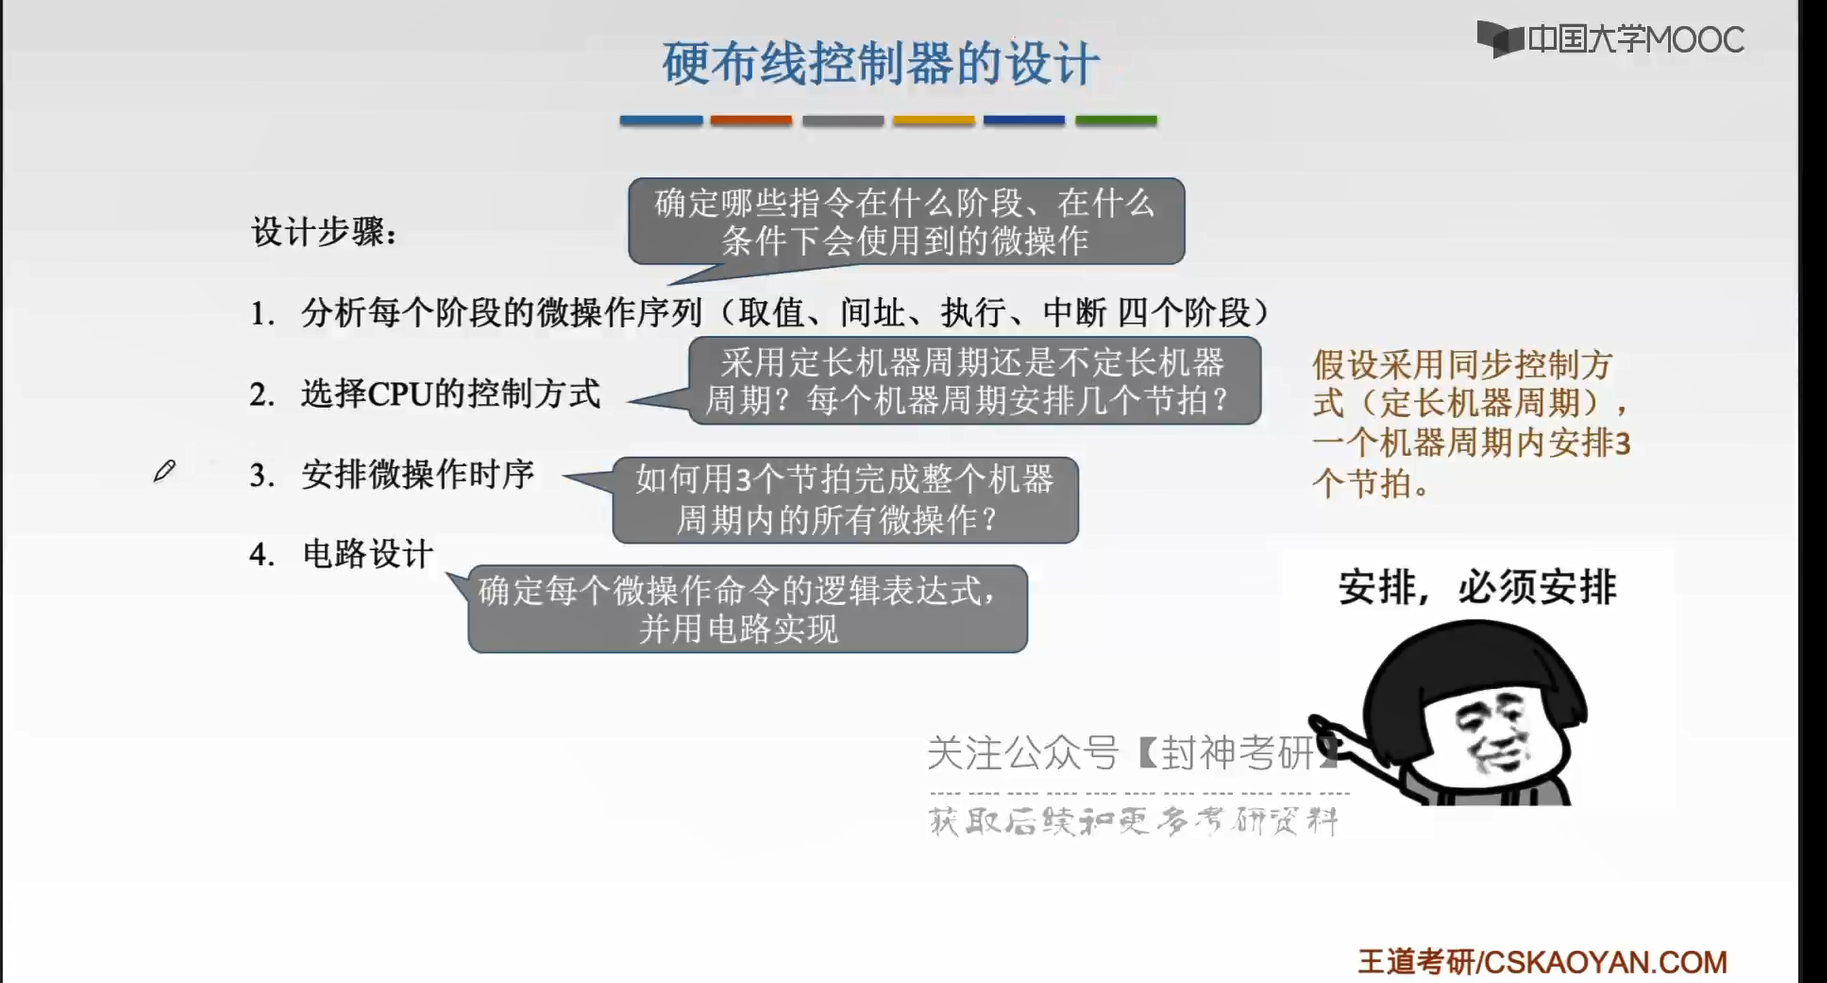 中国大学MOOC
硬布线控制器的设计
确定哪些指令在什么阶段、在什么
条件下会使用到的微操作
设计步骤：
1. 分析每个阶段的微操作序列（取值、间址、执行、中断 四个阶段）
采用定长机器周期还是不定长机器
周期？每个机器周期安排几个节拍？
2. 选择CPU的控制方式
假设采用同步控制方
式（定长机器周期），
一个机器周期内安排3
个节拍。
3. 安排微操作时序
如何用3个节拍完成整个机器
周期内的所有微操作？
4. 电路设计
确定每个微操作命令的逻辑表达式，
并用电路实现
安排，必须安排
关注公众号【封神考研】
获取后续和更多考研资料
王道考研/CSKAOYAN.COM